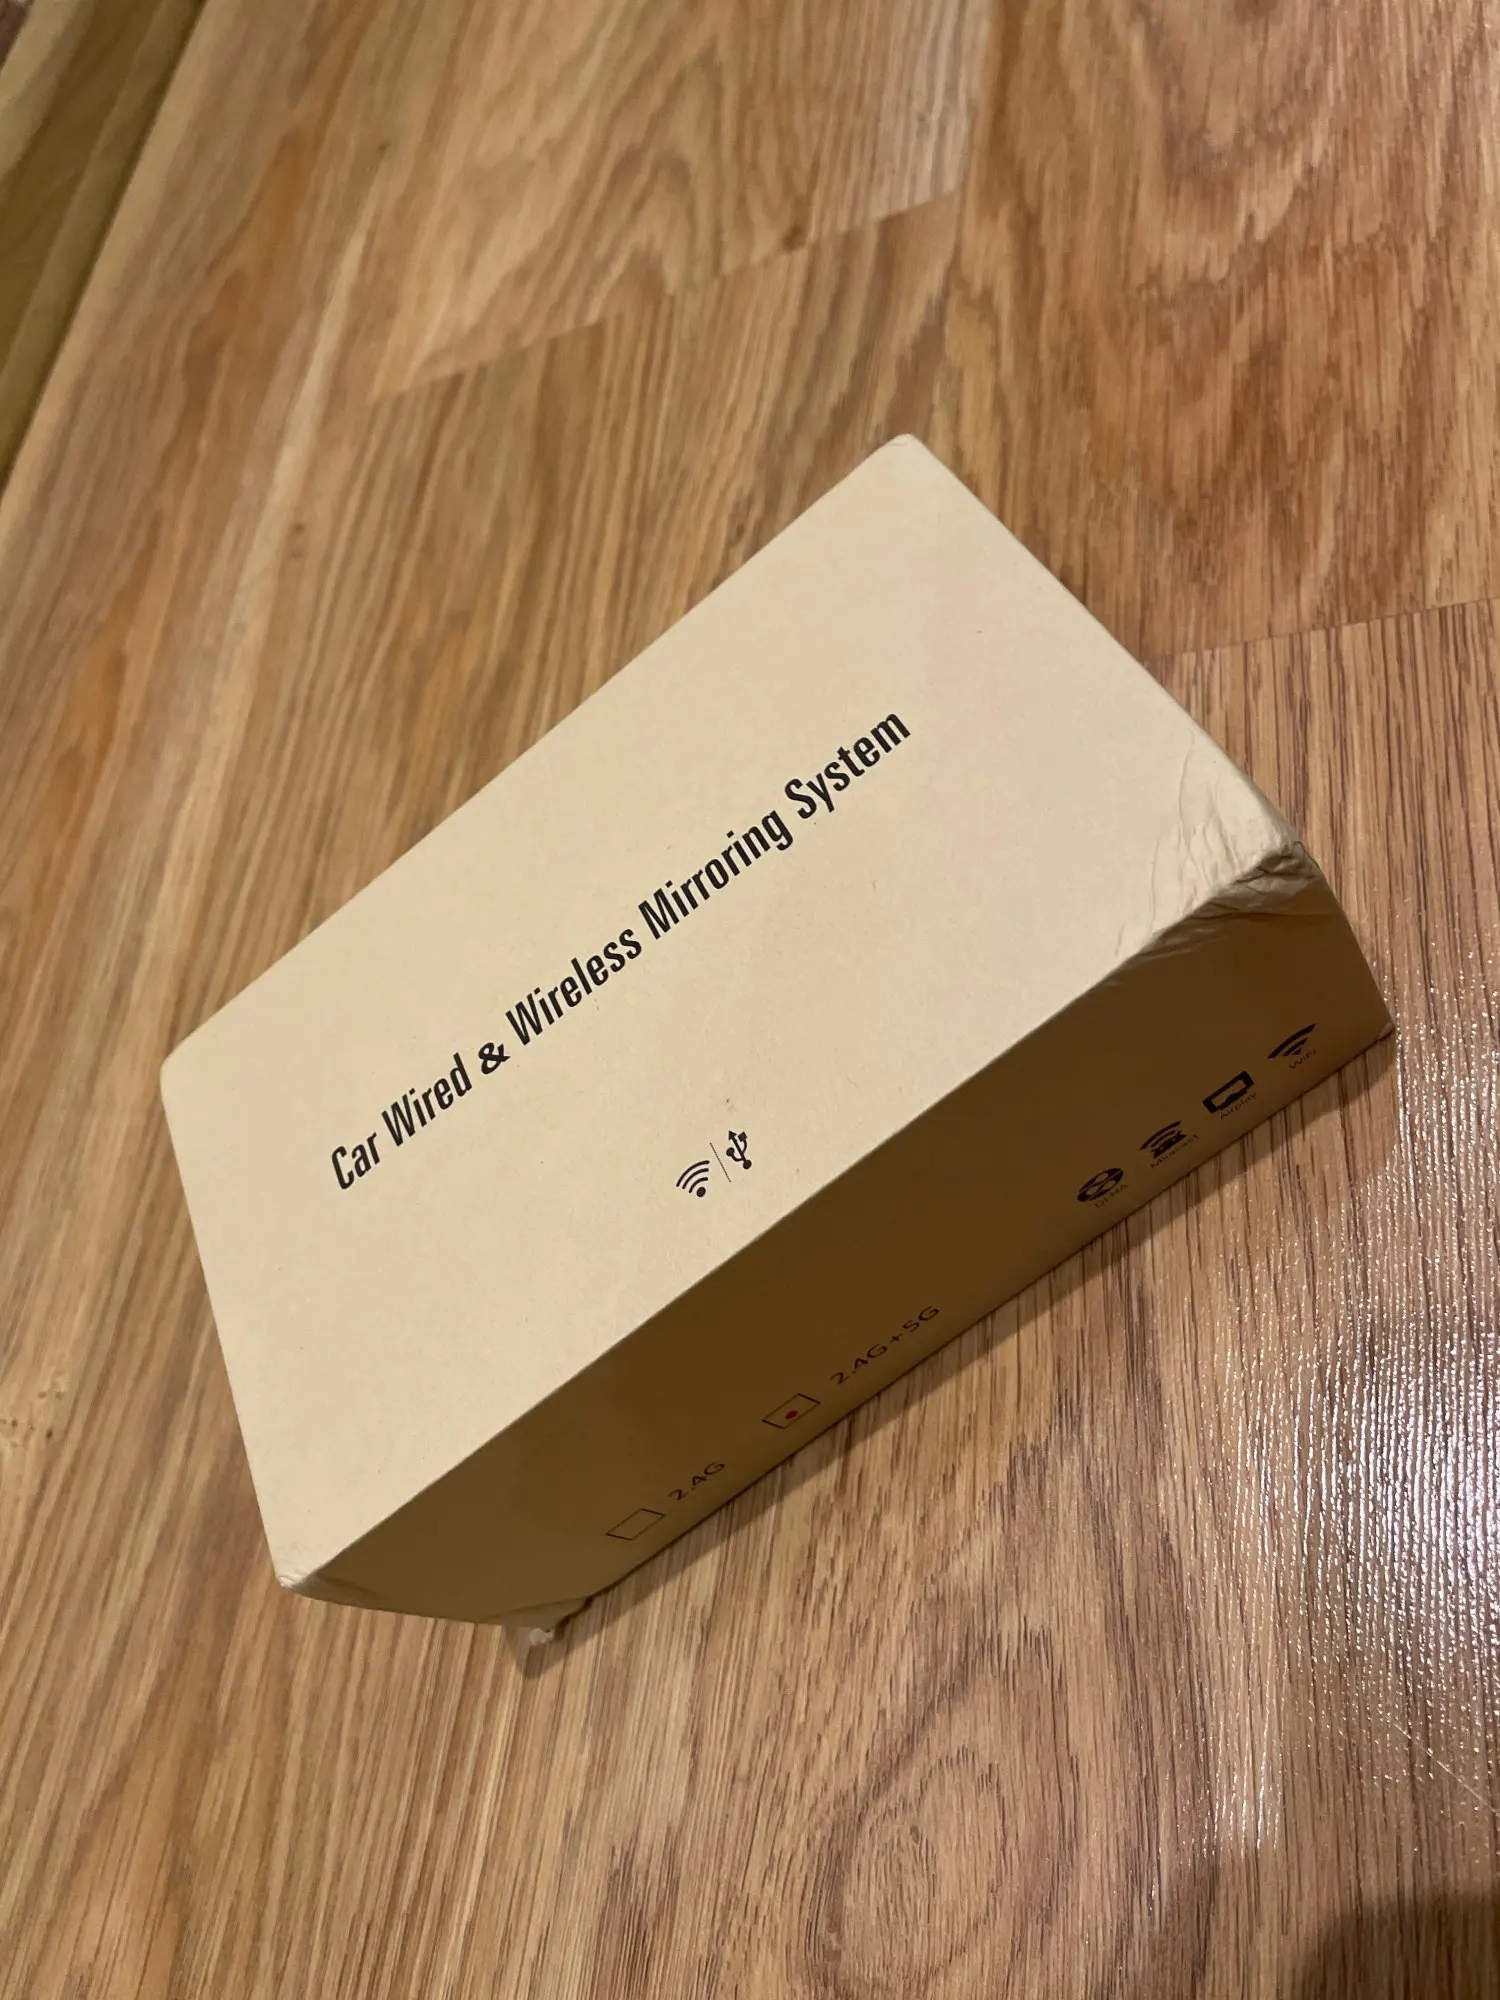 Car Wired & Wireless Mirroring System
DLNA
Miracast
Airplay
WiFi
2.4G
2.4G+5G